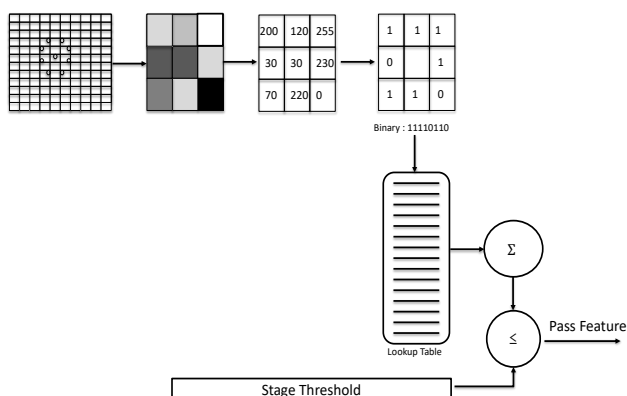 200 120 255
30 30 230
70 220 0
1 1 1
0 1
1 1 0
Binary : 11110110
Lookup Table
Σ
≤
Pass Feature
Stage Threshold